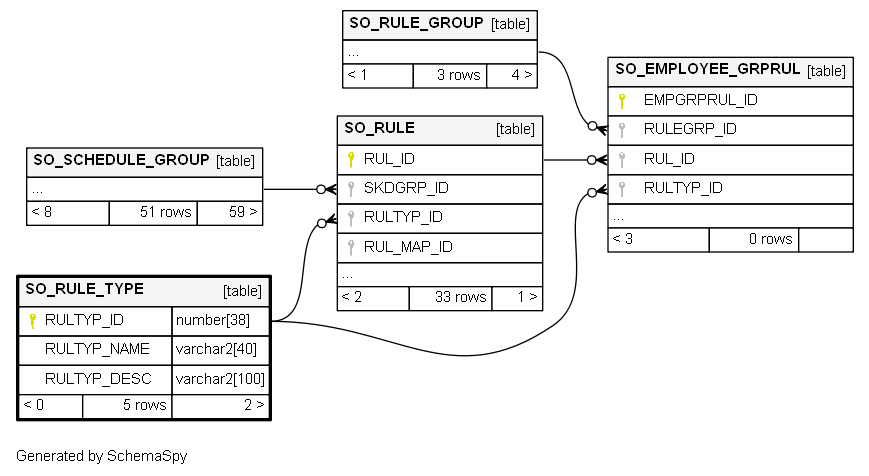 SO_RULE_GROUP [table]
...
< 1 3 rows 4 >
SO_EMPLOYEE_GRPRUL [table]
EMPGRPRUL_ID
RULEGRP_ID
RUL_ID
RULTYP_ID
...
< 3 0 rows
SO_RULE [table]
RUL_ID
SKDGRP_ID
RULTYP_ID
RUL_MAP_ID
...
< 2 33 rows 1 >
SO_SCHEDULE_GROUP [table]
...
< 8 51 rows 59 >
SO_RULE_TYPE [table]
RULTYP_ID number[38]
RULTYP_NAME varchar2[40]
RULTYP_DESC varchar2[100]
< 0 5 rows 2 >
Generated by SchemaSpy